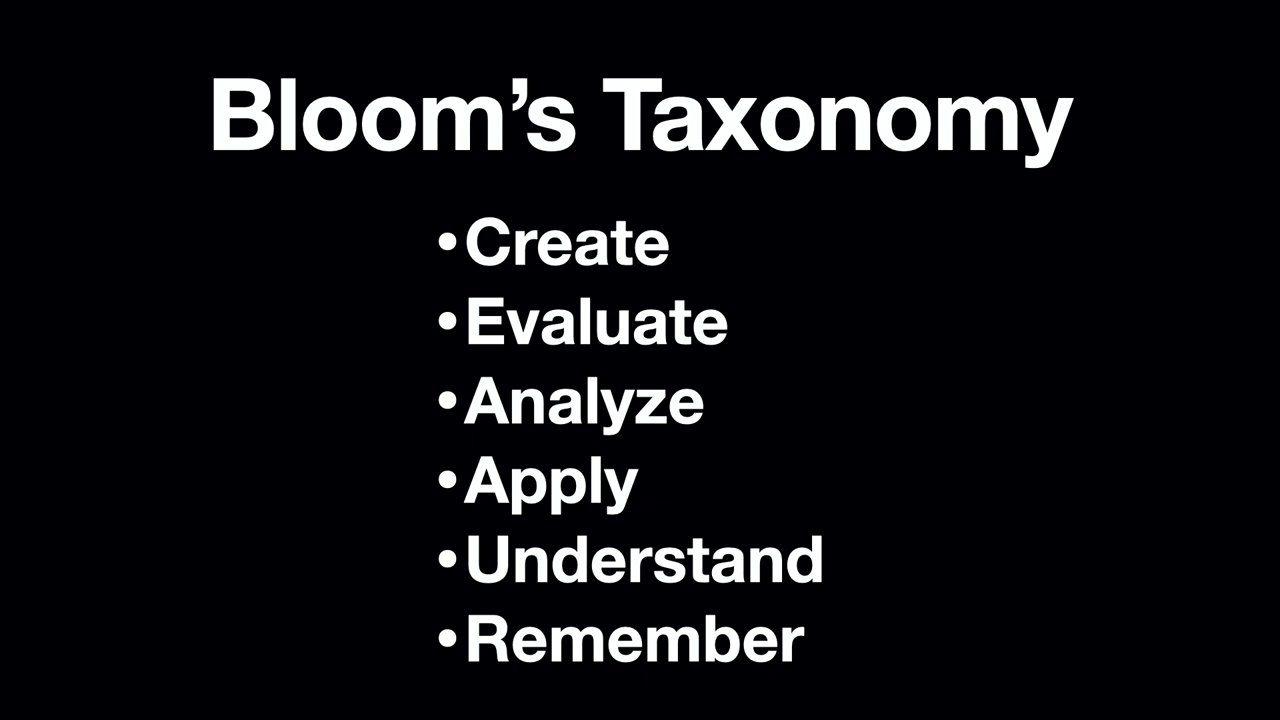 Bloom’s Taxonomy
•Create
•Evaluate
•Analyze
•Apply
•Understand
•Remember